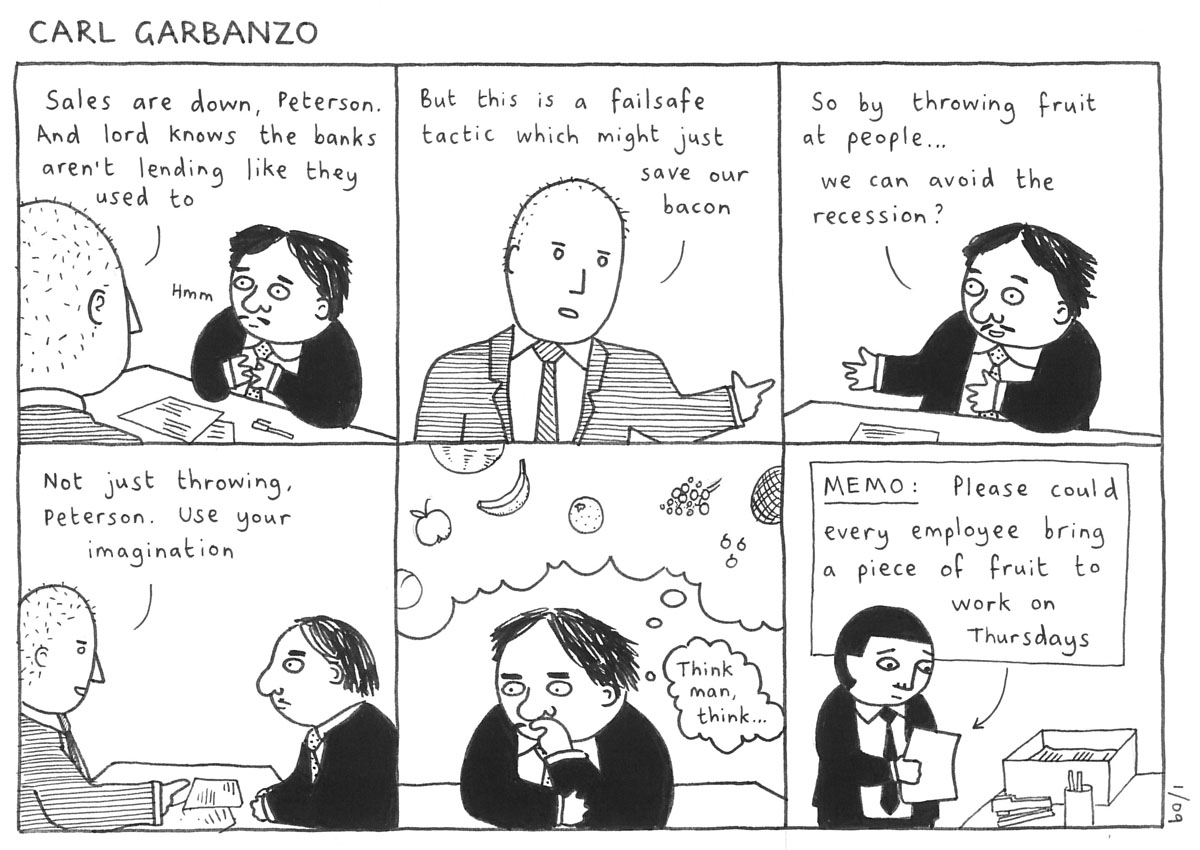 CARL GARBANZO
Sales are down, Peterson.
And lord knows the banks
aren't lending like they
used to
Hmm
But this is a failsafe
tactic which might just
save our
bacon
So by throwing fruit
at people...
we can avoid the
recession?
Not just throwing,
Peterson. Use your
imagination
Think
man,
think...
MEMO: Please could
every employee bring
a piece of fruit to
work on
Thursdays
1/09